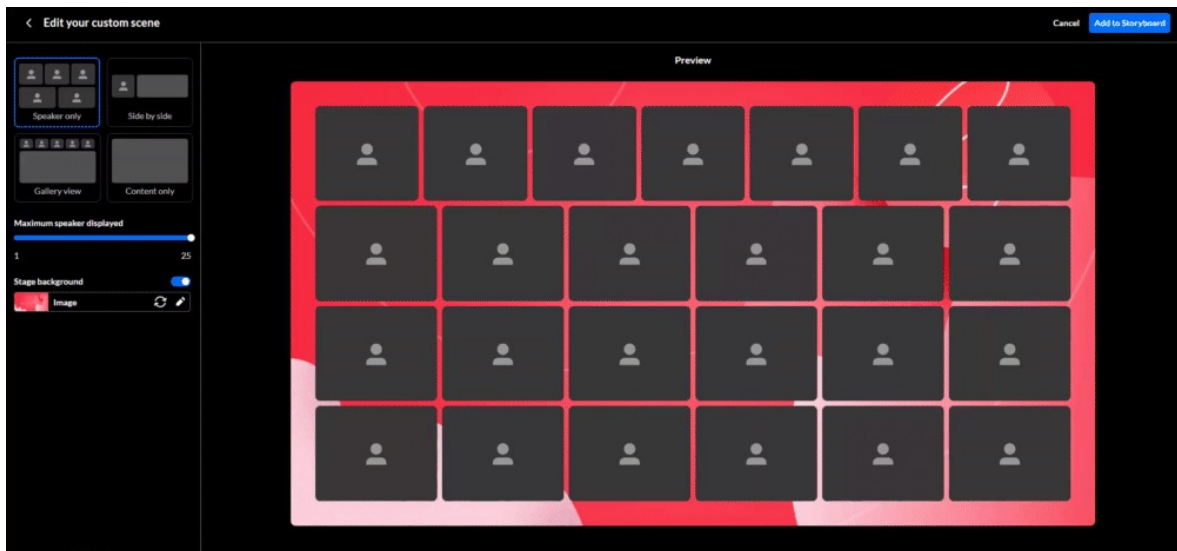 Edit your custom scene
Cancel
Add to Storyboard
Preview
Speaker only
Side by side
Gallery view
Content only
Maximum speaker displayed
1
25
Stage background
Image